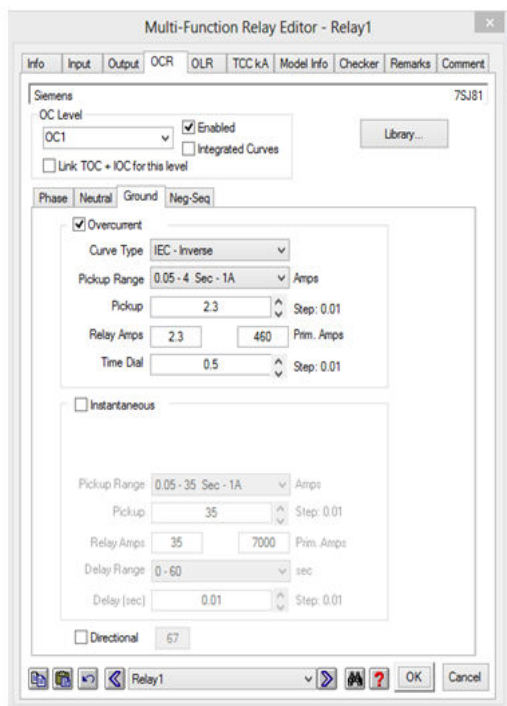 Multi-Function Relay Editor - Relay1
Info Input Output OCR OLR TCC kA Model Info Checker Remarks Comment
Siemens 7SJ81
OC Level
OC1 Enabled
Integrated Curves
Library...
Link TOC + IOC for this level
Phase Neutral Ground Neg-Seq
Overcurrent
Curve Type IEC - Inverse
Pickup Range 0.05 - 4 Sec - 1A Amps
Pickup 2.3 Step: 0.01
Relay Amps 2.3 460 Prim. Amps
Time Dial 0.5 Step: 0.01
Instantaneous
Pickup Range 0.05 - 35 Sec - 1A Amps
Pickup 35 Step: 0.01
Relay Amps 35 7000 Prim. Amps
Delay Range 0 - 60 sec
Delay (sec) 0.01 Step: 0.01
Directional 67
Relay1 ? OK Cancel